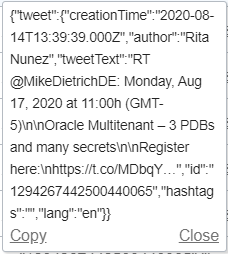 {"tweet":{"creationTime":"2020-08-
14T13:39:39.000Z","author":"Rita
Nunez","tweetText":"RT
@MikeDietrichDE: Monday, Aug
17, 2020 at 11:00h (GMT-
5)\n\nOracle Multitenant – 3 PDBs
and many secrets\n\nRegister
here:\nhttps://t.co/MDbqY…","id":"
1294267442500440065","hashtag
s":"","lang":"en"}}
Copy Close